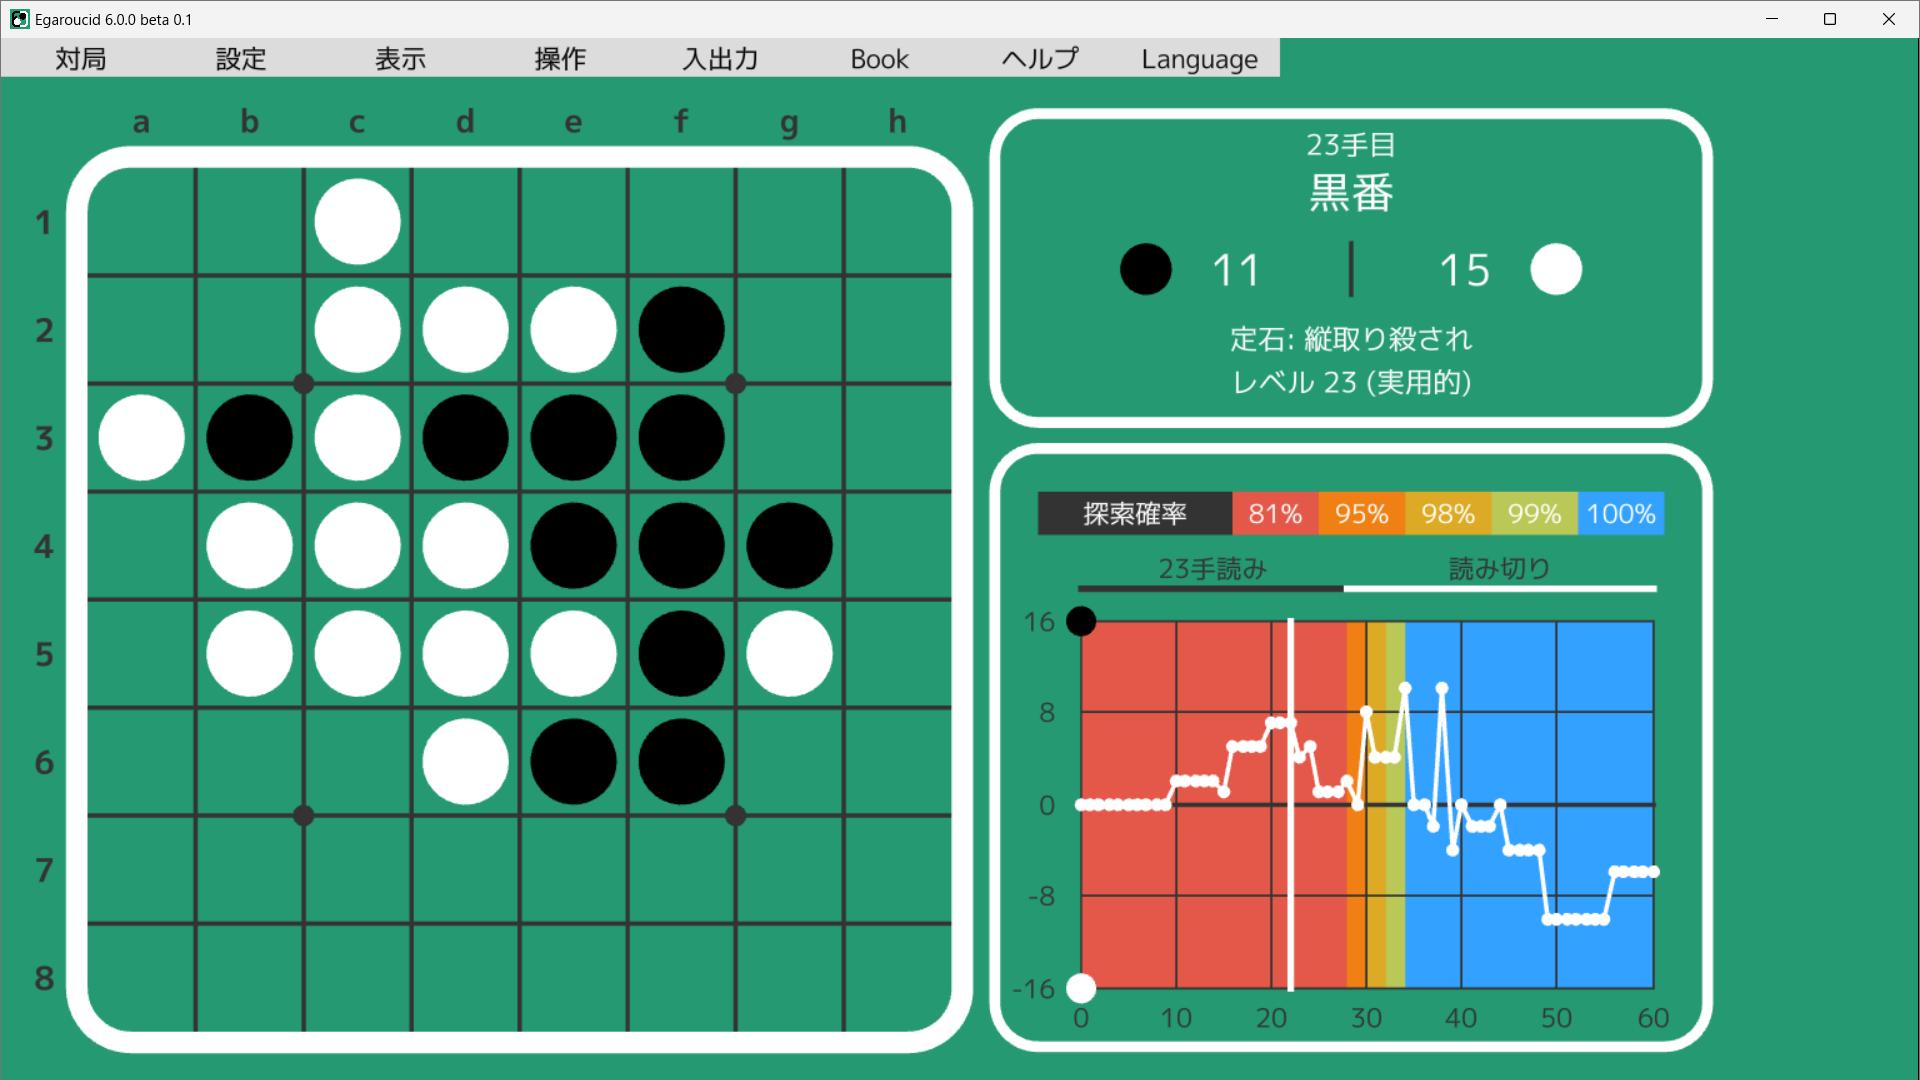 Egaroucid 6.0.0 beta 0.1
対局 設定 表示 操作 入出力 Book ヘルプ Language
a b c d e f g h
1
2
3
4
5
6
7
8
23手目
黒番
11 15
定石: 縦取り殺され
レベル 23 (実用的)
探索確率 81% 95% 98% 99% 100%
23手読み 読み切り
16
8
0
-8
-16
0 10 20 30 40 50 60